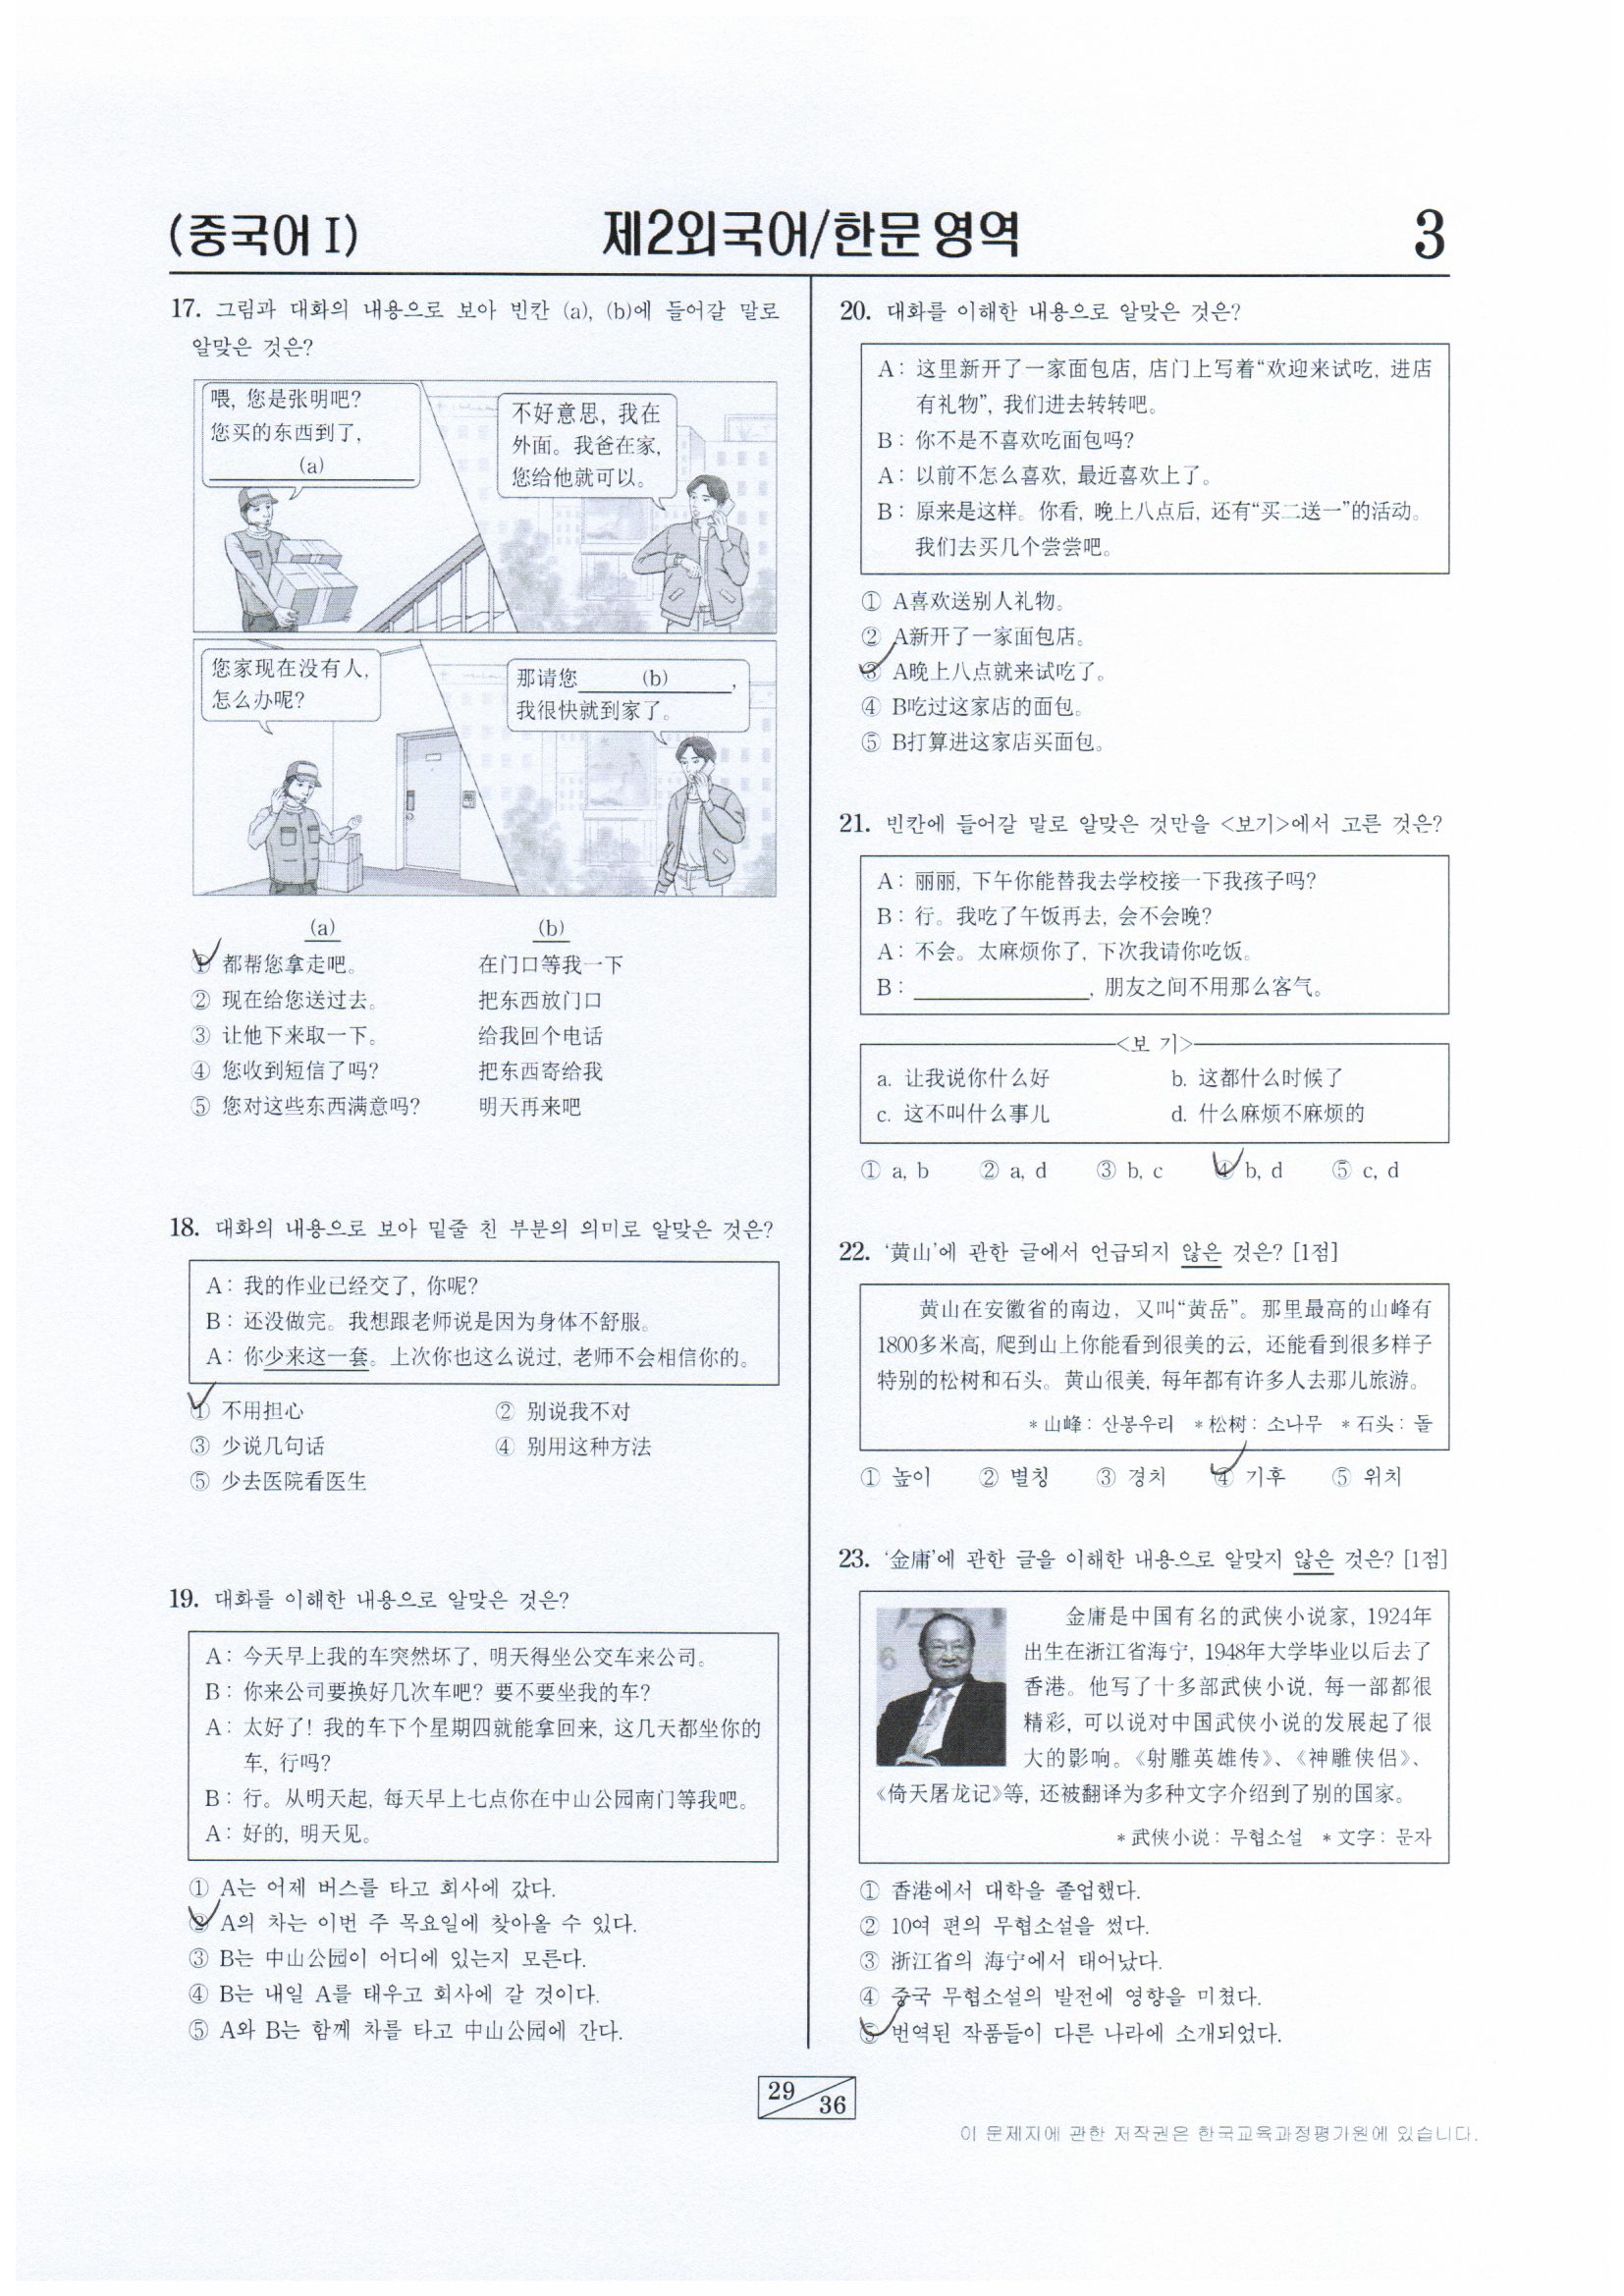 (중국어 I)
제2외국어/한문 영역
3
17. 그림과 대화의 내용으로 보아 빈칸 (a), (b)에 들어갈 말로
알맞은 것은?
喂, 您是张明吧?
您买的东西到了,
(a)
不好意思, 我在
外面。我爸在家,
您给他就可以。
您家现在没有人,
怎么办呢?
那请您 (b) ,
我很快就到家了。
(a) (b)
① 都帮您拿走吧。 在门口等我一下
② 现在给您送过去。 把东西放门口
③ 让他下来取一下。 给我回个电话
④ 您收到短信了吗? 把东西寄给我
⑤ 您对这些东西满意吗? 明天再来吧
18. 대화의 내용으로 보아 밑줄 친 부분의 의미로 알맞은 것은?
A: 我的作业已经交了, 你呢?
B: 还没做完。我想跟老师说是因为身体不舒服。
A: 你少来这一套。上次你也这么说过, 老师不会相信你的。
① 不用担心 ② 别说我不对
③ 少说几句话 ④ 别用这种方法
⑤ 少去医院看医生
19. 대화를 이해한 내용으로 알맞은 것은?
A: 今天早上我的车突然坏了, 明天得坐公交车来公司。
B: 你来公司要换好几次车吧? 要不要坐我的车?
A: 太好了! 我的车下个星期四就能拿回来, 这几天都坐你的
车, 行吗?
B: 行。从明天起, 每天早上七点你在中山公园南门等我吧。
A: 好的, 明天见。
① A는 어제 버스를 타고 회사에 갔다.
② A의 차는 이번 주 목요일에 찾아올 수 있다.
③ B는 中山公园이 어디에 있는지 모른다.
④ B는 내일 A를 태우고 회사에 갈 것이다.
⑤ A와 B는 함께 차를 타고 中山公园에 간다.
20. 대화를 이해한 내용으로 알맞은 것은?
A: 这里新开了一家面包店, 店门上写着“欢迎来试吃, 进店
有礼物”, 我们进去转转吧。
B: 你不是不喜欢吃面包吗?
A: 以前不怎么喜欢, 最近喜欢上了。
B: 原来是这样。你看, 晚上八点后, 还有“买二送一”的活动。
我们去买几个尝尝吧。
① A喜欢送别人礼物。
② A新开了一家面包店。
③ A晚上八点就来试吃了。
④ B吃过这家店的面包。
⑤ B打算进这家店买面包。
21. 빈칸에 들어갈 말로 알맞은 것만을 <보기>에서 고른 것은?
A: 丽丽, 下午你能替我去学校接一下我孩子吗?
B: 行。我吃了午饭再去, 会不会晚?
A: 不会。太麻烦你了, 下次我请你吃饭。
B: , 朋友之间不用那么客气。
<보 기>
a. 让我说你什么好 b. 这都什么时候了
c. 这不叫什么事儿 d. 什么麻烦不麻烦的
① a, b ② a, d ③ b, c ④ b, d ⑤ c, d
22. ‘黄山’에 관한 글에서 언급되지 않은 것은? [1점]
黄山在安徽省的南边, 又叫“黄岳”。那里最高的山峰有
1800多米高, 爬到山上你能看到很美的云, 还能看到很多样子
特别的松树和石头。黄山很美, 每年都有许多人去那儿旅游。
* 山峰: 산봉우리 * 松树: 소나무 * 石头: 돌
① 높이 ② 별칭 ③ 경치 ④ 기후 ⑤ 위치
23. ‘金庸’에 관한 글을 이해한 내용으로 알맞지 않은 것은? [1점]
金庸是中国有名的武侠小说家, 1924年
出生在浙江省海宁, 1948年大学毕业以后去了
香港。他写了十多部武侠小说, 每一部都很
精彩, 可以说对中国武侠小说的发展起了很
大的影响。《射雕英雄传》、《神雕侠侣》、
《倚天屠龙记》等, 还被翻译为多种文字介绍到了别的国家。
* 武侠小说: 무협소설 * 文字: 문자
① 香港에서 대학을 졸업했다.
② 10여 편의 무협소설을 썼다.
③ 浙江省의 海宁에서 태어났다.
④ 중국 무협소설의 발전에 영향을 미쳤다.
⑤ 번역된 작품들이 다른 나라에 소개되었다.
29 36
이 문제지에 관한 저작권은 한국교육과정평가원에 있습니다.